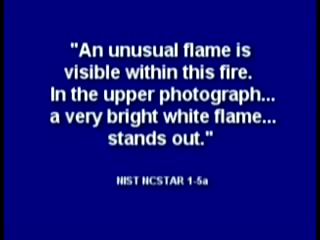 "An unusual flame is
visible within this fire.
In the upper photograph...
a very bright white flame...
stands out."
NIST NCSTAR 1-5a